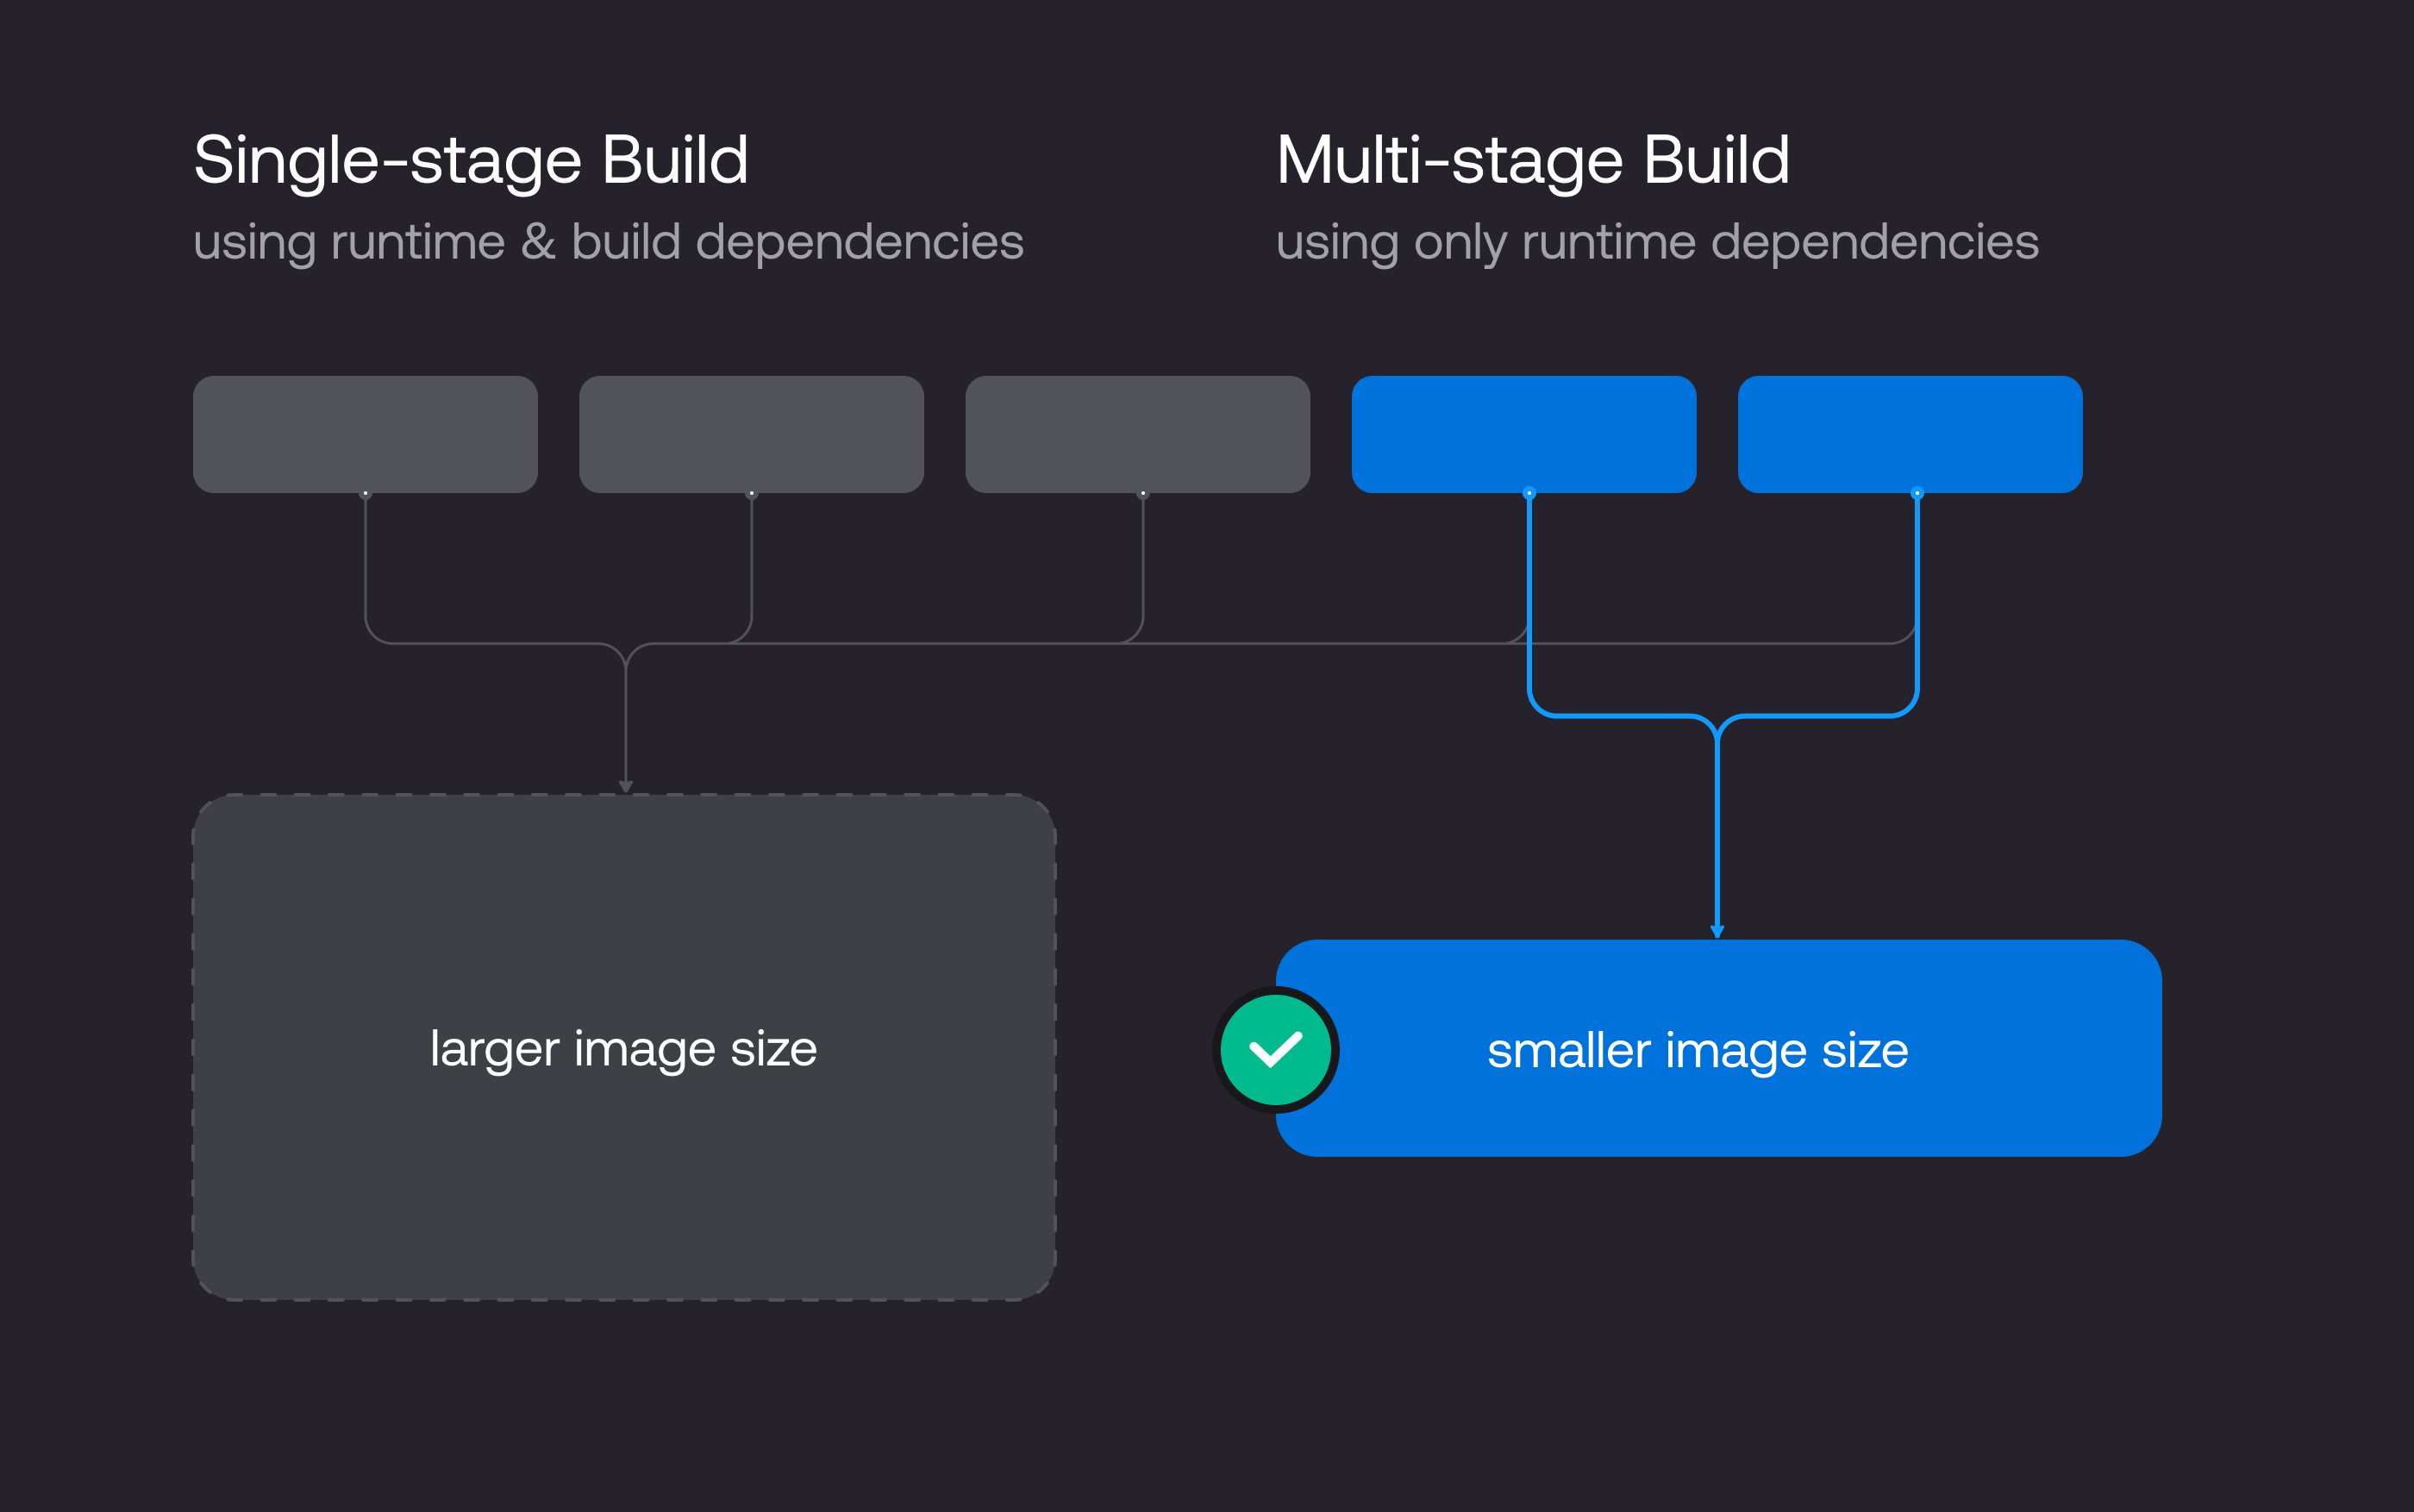 Single-stage Build
using runtime & build dependencies
Multi-stage Build
using only runtime dependencies
larger image size
smaller image size